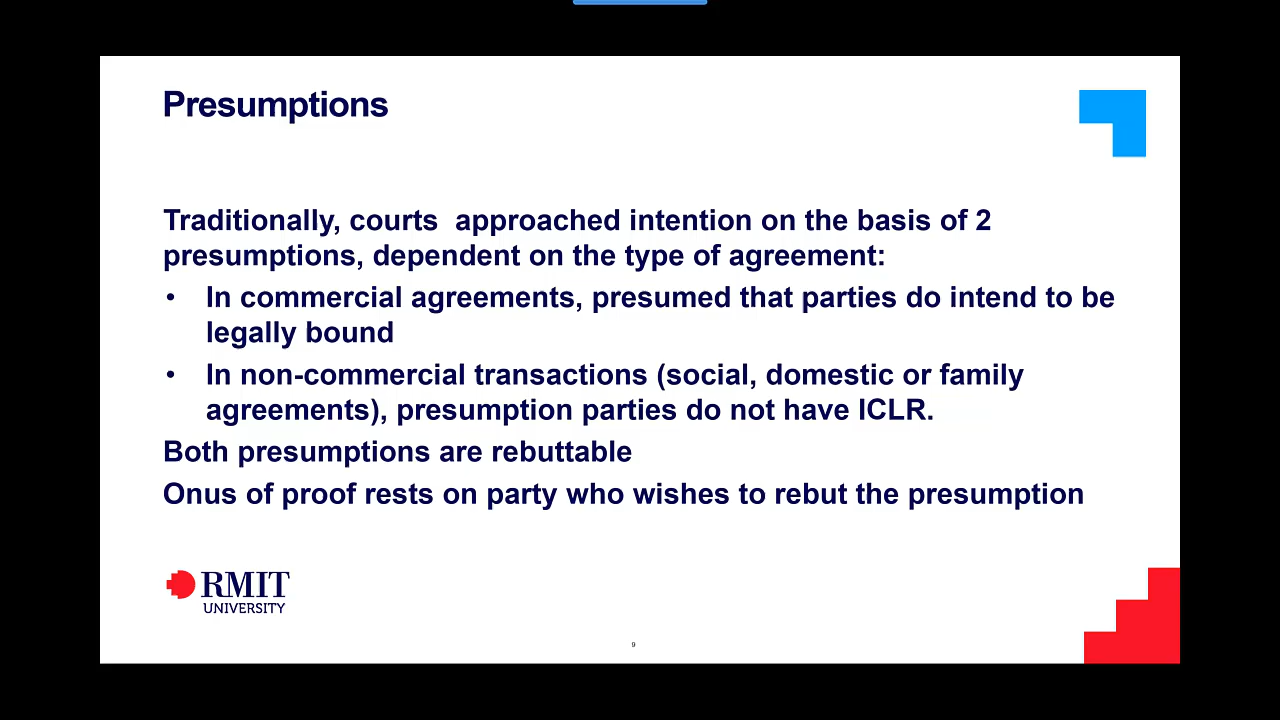 Presumptions
Traditionally, courts  approached intention on the basis of 2
presumptions, dependent on the type of agreement:
• In commercial agreements, presumed that parties do intend to be
legally bound
• In non-commercial transactions (social, domestic or family
agreements), presumption parties do not have ICLR.
Both presumptions are rebuttable
Onus of proof rests on party who wishes to rebut the presumption
RMIT
UNIVERSITY
9